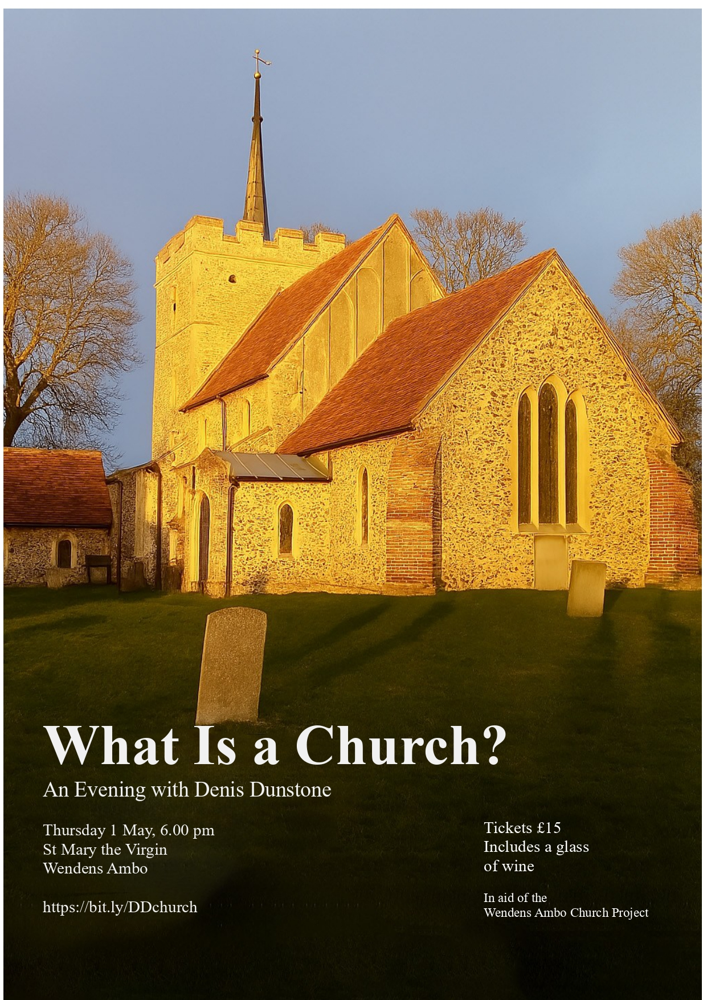 What Is a Church?
An Evening with Denis Dunstone
Thursday 1 May, 6.00 pm
St Mary the Virgin
Wendens Ambo
https://bit.ly/DDchurch
Tickets £15
Includes a glass
of wine
In aid of the
Wendens Ambo Church Project